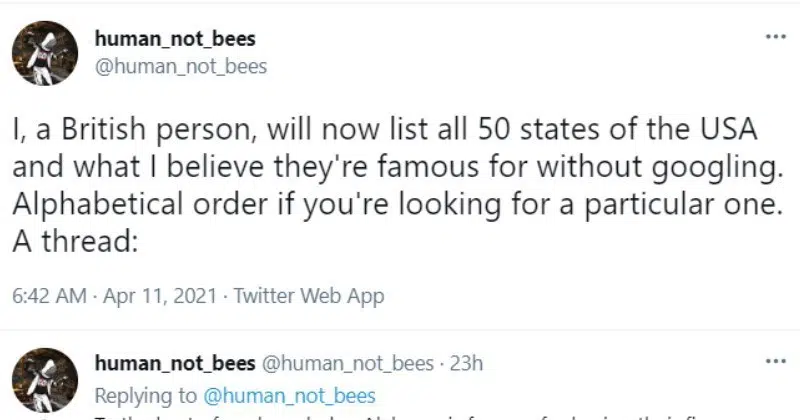 human_not_bees
@human_not_bees
I, a British person, will now list all 50 states of the USA
and what I believe they're famous for without googling.
Alphabetical order if you're looking for a particular one.
A thread:
6:42 AM · Apr 11, 2021 · Twitter Web App
human_not_bees @human_not_bees · 23h
Replying to @human_not_bees